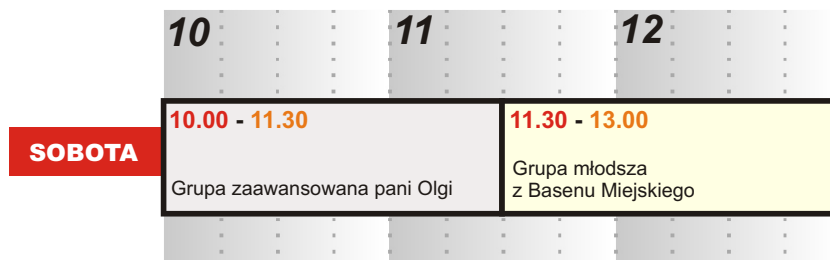 10 11 12
SOBOTA
10.00 - 11.30
Grupa zaawansowana pani Olgi
11.30 - 13.00
Grupa młodsza
z Basenu Miejskiego